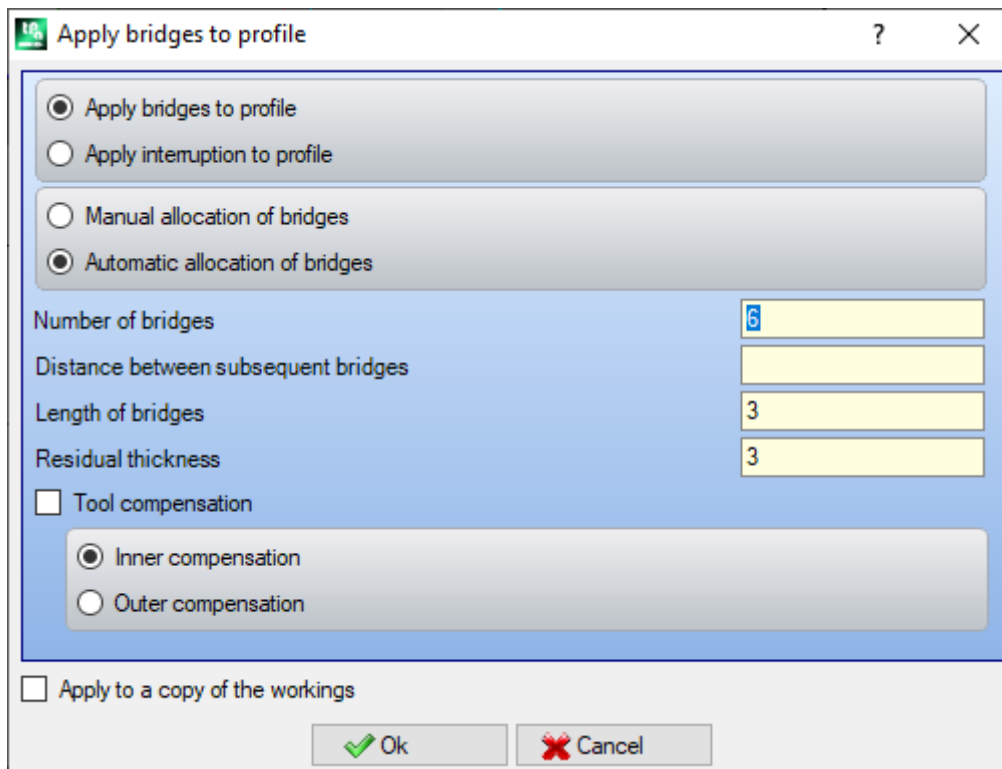 Apply bridges to profile
?
Apply bridges to profile
Apply interruption to profile
Manual allocation of bridges
Automatic allocation of bridges
Number of bridges 6
Distance between subsequent bridges
Length of bridges 3
Residual thickness 3
Tool compensation
Inner compensation
Outer compensation
Apply to a copy of the workings
Ok Cancel